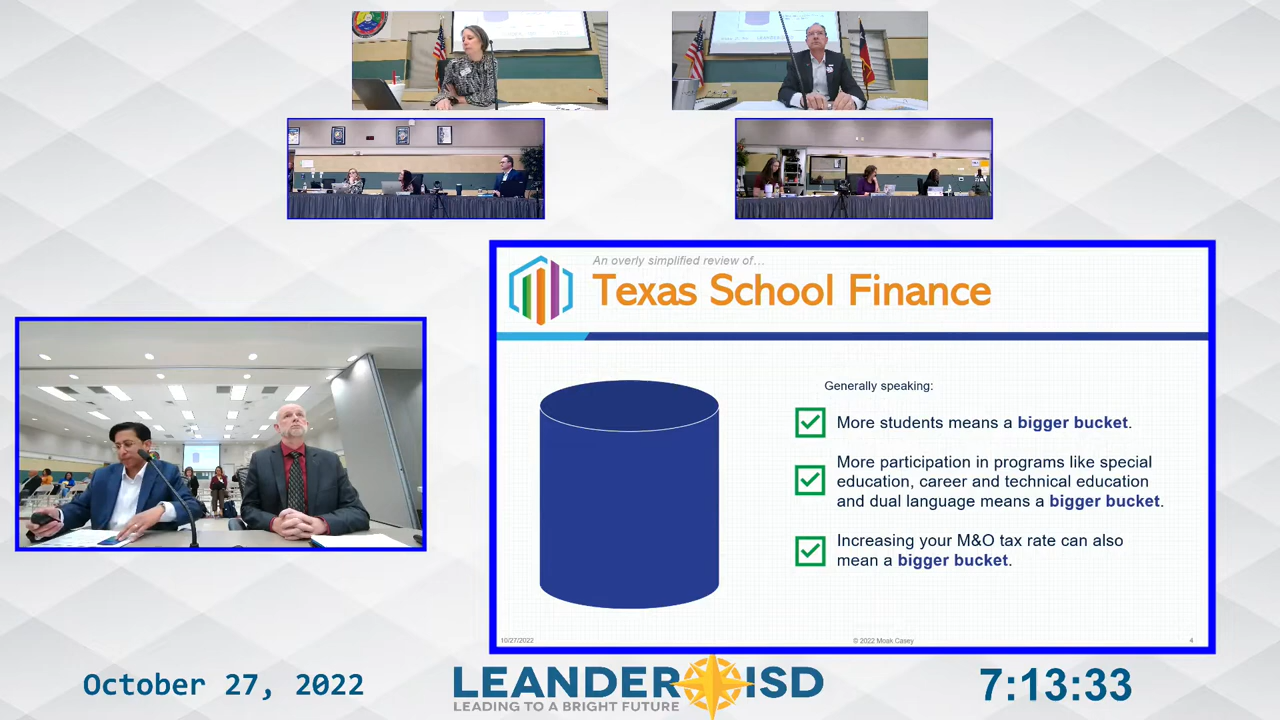 An overly simplified review of...
Texas School Finance
Generally speaking:
More students means a bigger bucket.
More participation in programs like special
education, career and technical education
and dual language means a bigger bucket.
Increasing your M&O tax rate can also
mean a bigger bucket.
10/27/2022
© 2022 Moak Casey
4
October 27, 2022
LEANDER ISD
LEADING TO A BRIGHT FUTURE
7:13:33